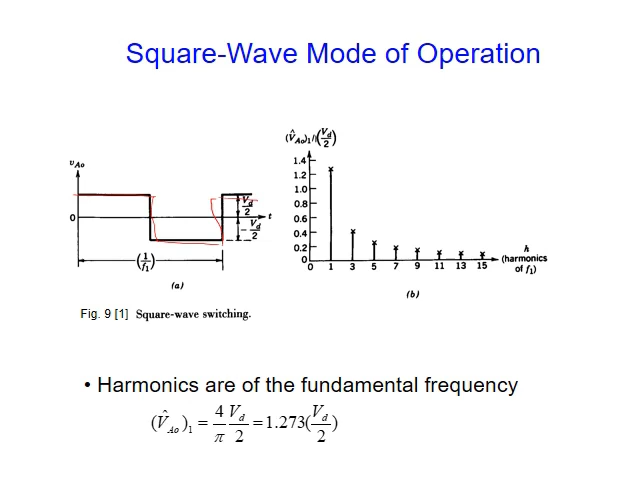 Square-Wave Mode of Operation
(V̂Ao)1/(Vd/2)
1.4
1.2
1.0
0.8
0.6
0.4
0.2
0
0 1 3 5 7 9 11 13 15
h
(harmonics
of f1)
(b)
vAo
0
Vd/2
t
-Vd/2
(1/f1)
(a)
Fig. 9 [1] Square-wave switching.
• Harmonics are of the fundamental frequency
(V̂Ao)1 = 4/π Vd/2 = 1.273(Vd/2)